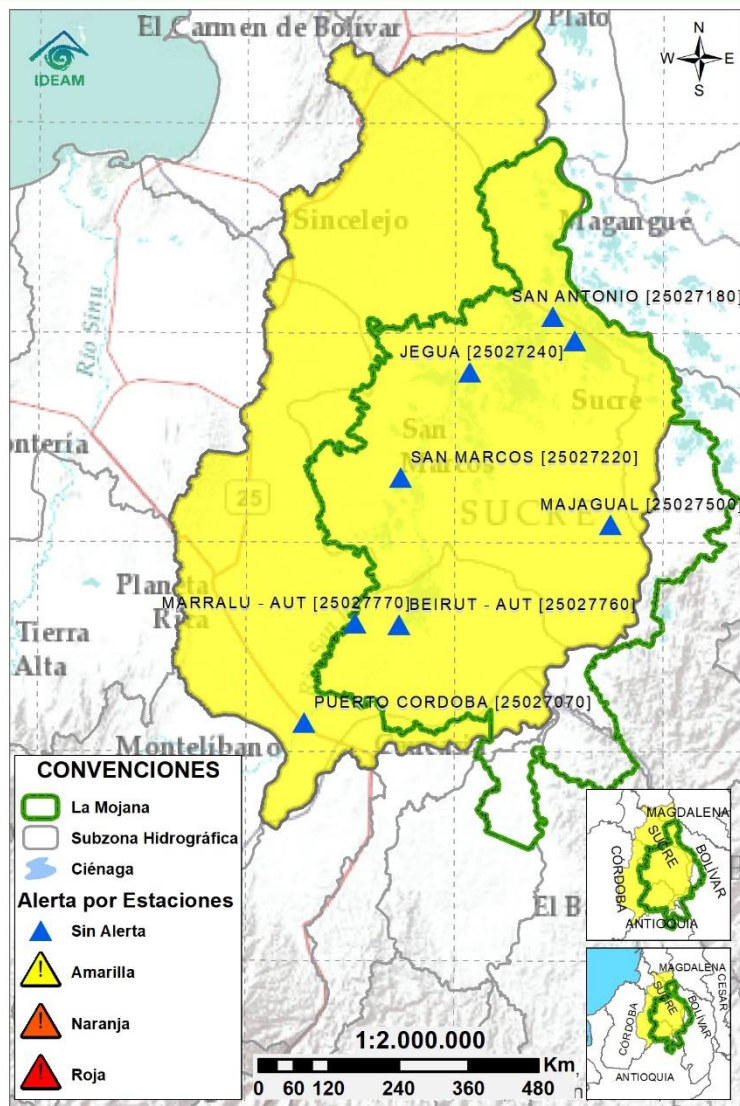 El Carmen de Bolívar
Plato
IDEAM
N
W
E
S
Sincelejo
Magangué
Río Sinú
SAN ANTONIO [25027180]
JEGUA [25027240]
Sucre
San
Marcos
SAN MARCOS [25027220]
25
MAJAGUAL [25027500]
SUCRE
Planeta
Rica
MARRALU - AUT [25027770]
BEIRUT - AUT [25027760]
Tierra
Alta
PUERTO CORDOBA [25027070]
Montelíbano
CONVENCIONES
La Mojana
Subzona Hidrográfica
Ciénaga
Alerta por Estaciones
Sin Alerta
Amarilla
Naranja
Roja
El
1:2.000.000
Km
0 60 120 240 360 480
MAGDALENA
SUCRE
BOLÍVAR
CÓRDOBA
ANTIOQUIA
MAGDALENA
CESAR
SUCRE
BOLÍVAR
CÓRDOBA
ANTIOQUIA